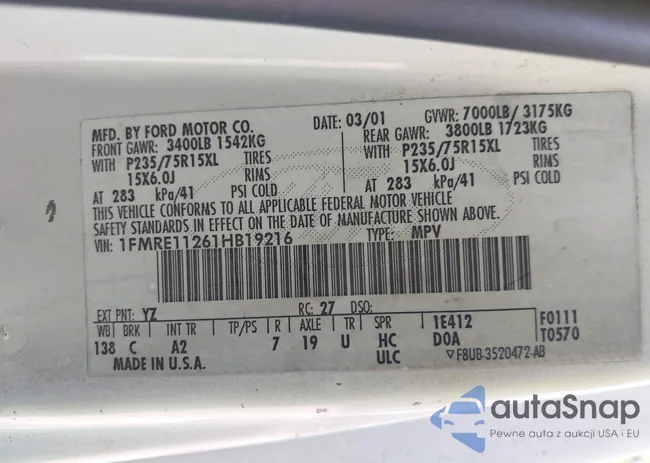 MFD. BY FORD MOTOR CO.
DATE: 03/01
GVWR: 7000LB/ 3175KG
FRONT GAWR: 3400LB 1542KG
REAR GAWR: 3800LB 1723KG
WITH P235/75R15XL TIRES
WITH P235/75R15XL TIRES
15X6.0J RIMS
15X6.0J RIMS
AT 283 kPa/41 PSI COLD
AT 283 kPa/41 PSI COLD
THIS VEHICLE CONFORMS TO ALL APPLICABLE FEDERAL MOTOR VEHICLE
SAFETY STANDARDS IN EFFECT ON THE DATE OF MANUFACTURE SHOWN ABOVE.
VIN: 1FMRE11261HB19216
TYPE: MPV
EXT PNT: YZ RC: 27 DSO:
WB BRK INT TR TP/PS R AXLE TR SPR 1E412 F0111
138 C A2 7 19 U HC DOA T0570
MADE IN U.S.A. ULC ▽F8UB-3520472-AB
autaSnap
Pewne auta z aukcji USA i EU